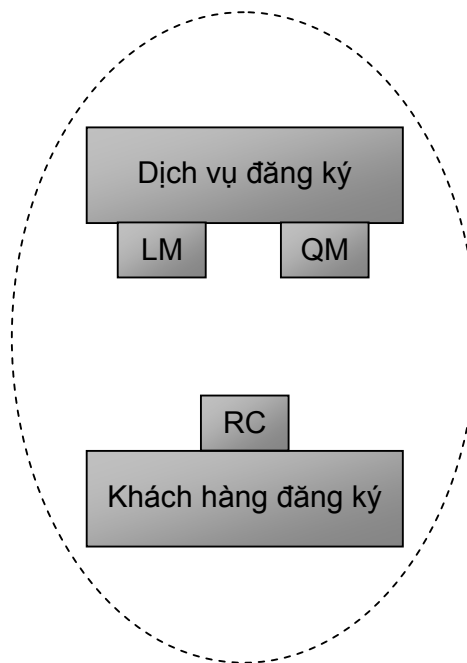 Dịch vụ đăng ký
LM
QM
RC
Khách hàng đăng ký